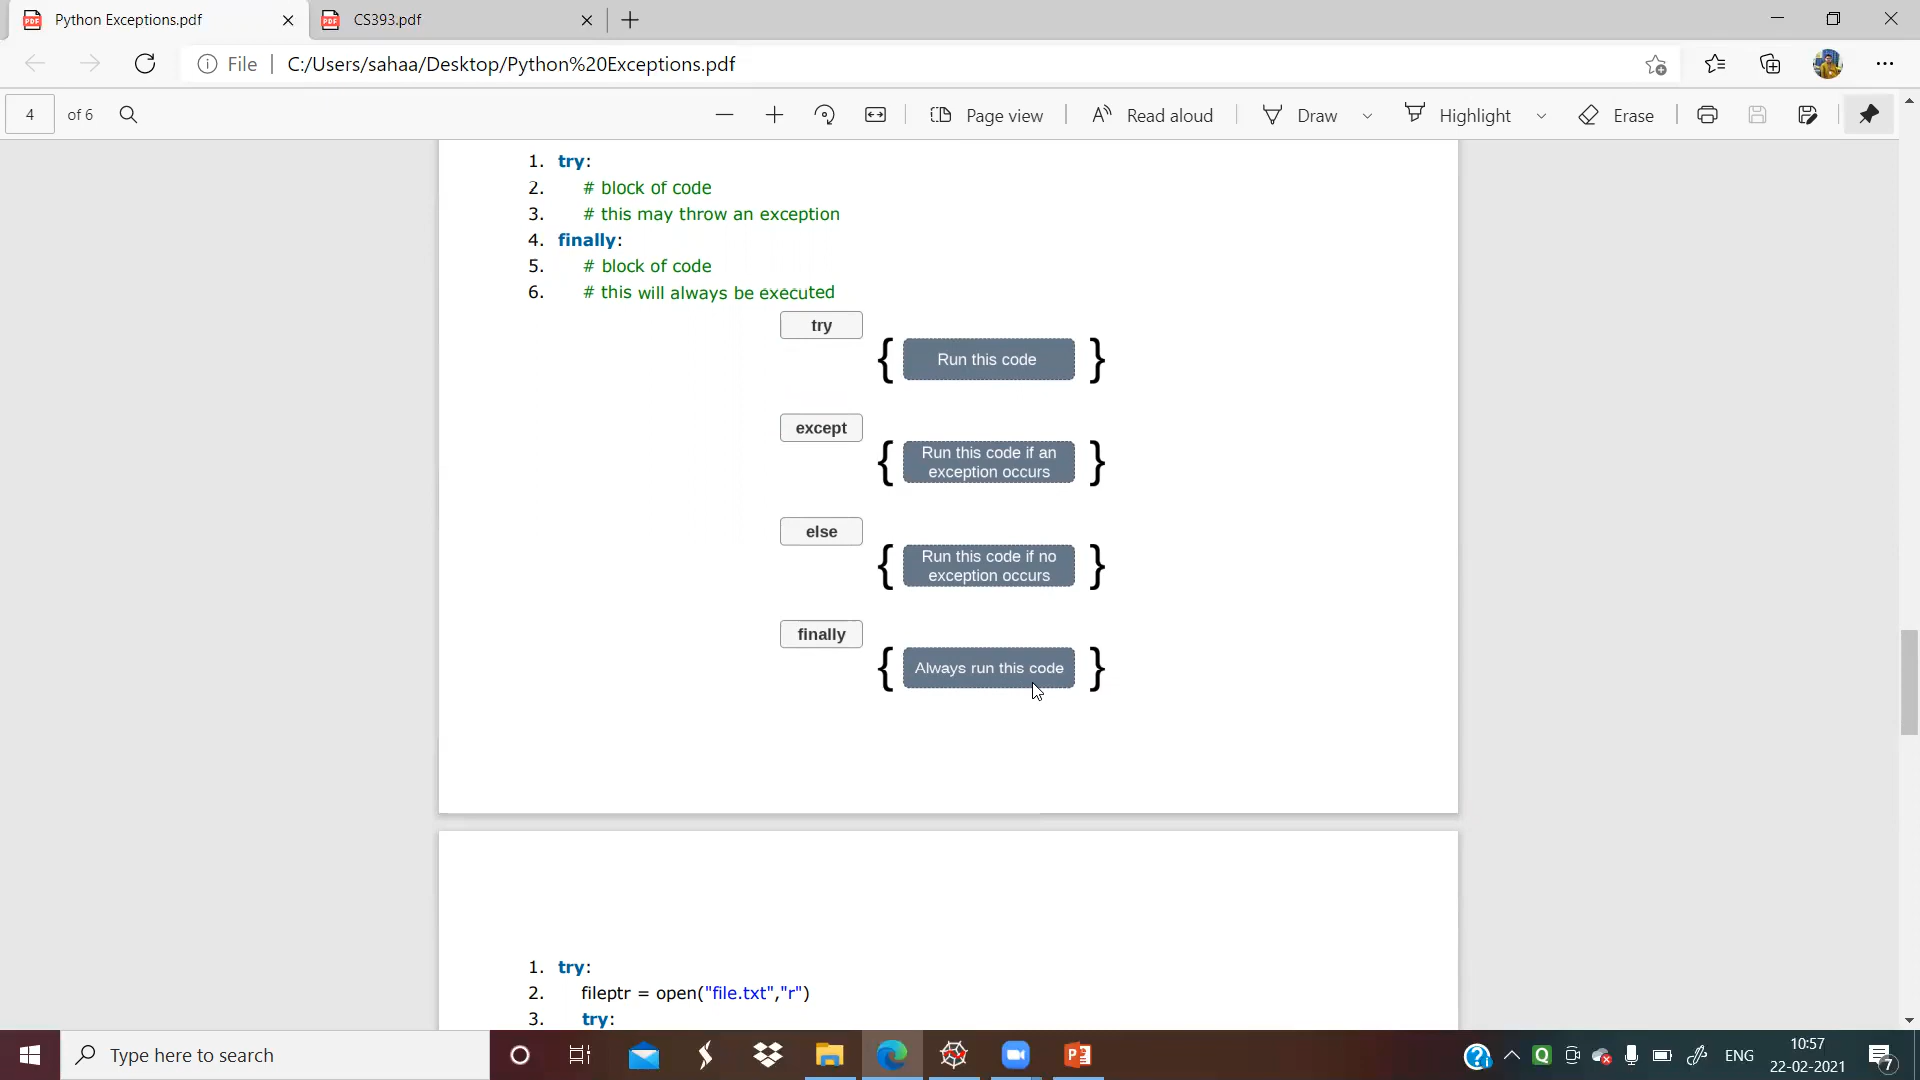 Python Exceptions.pdf
CS393.pdf
File
C:/Users/sahaa/Desktop/Python%20Exceptions.pdf
4 of 6
Page view
Read aloud
Draw
Highlight
Erase
1. try:
2. # block of code
3. # this may throw an exception
4. finally:
5. # block of code
6. # this will always be executed
try
{ Run this code }
except
{ Run this code if an
exception occurs }
else
{ Run this code if no
exception occurs }
finally
{ Always run this code }
1. try:
2. fileptr = open("file.txt","r")
3. try:
Type here to search
ENG
10:57
22-02-2021
7